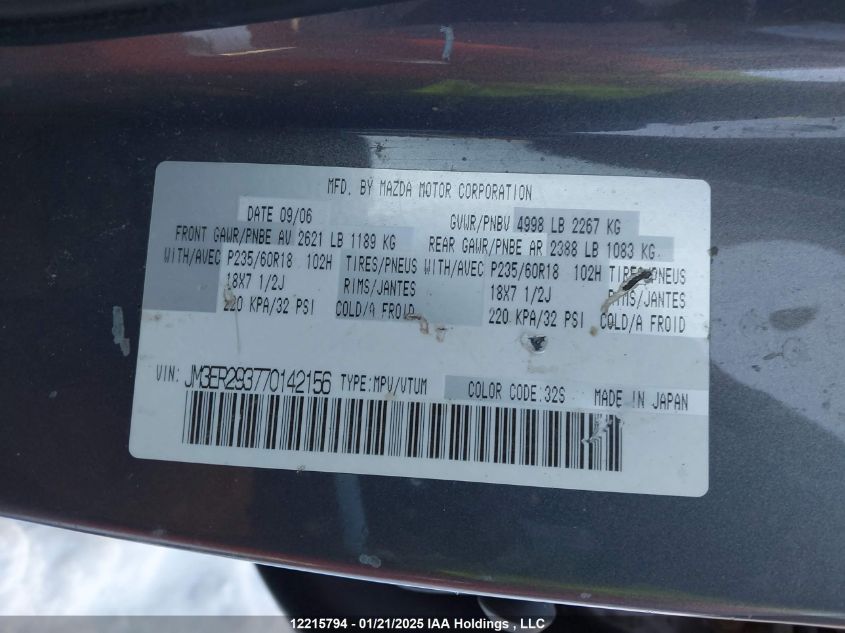 MFD. BY MAZDA MOTOR CORPORATION
DATE 09/06 GVWR/PNBV 4998 LB 2267 KG
FRONT GAWR/PNBE AV 2621 LB 1189 KG REAR GAWR/PNBE AR 2388 LB 1083 KG
WITH/AVEC P235/60R18 102H TIRES/PNEUS WITH/AVEC P235/60R18 102H TIRES/PNEUS
18X7 1/2J RIMS/JANTES 18X7 1/2J RIMS/JANTES
220 KPA/32 PSI COLD/A FROID 220 KPA/32 PSI COLD/A FROID
VIN: JM3ER293770142156 TYPE:MPV/VTUM COLOR CODE:32S MADE IN JAPAN
12215794 - 01/21/2025 IAA Holdings , LLC